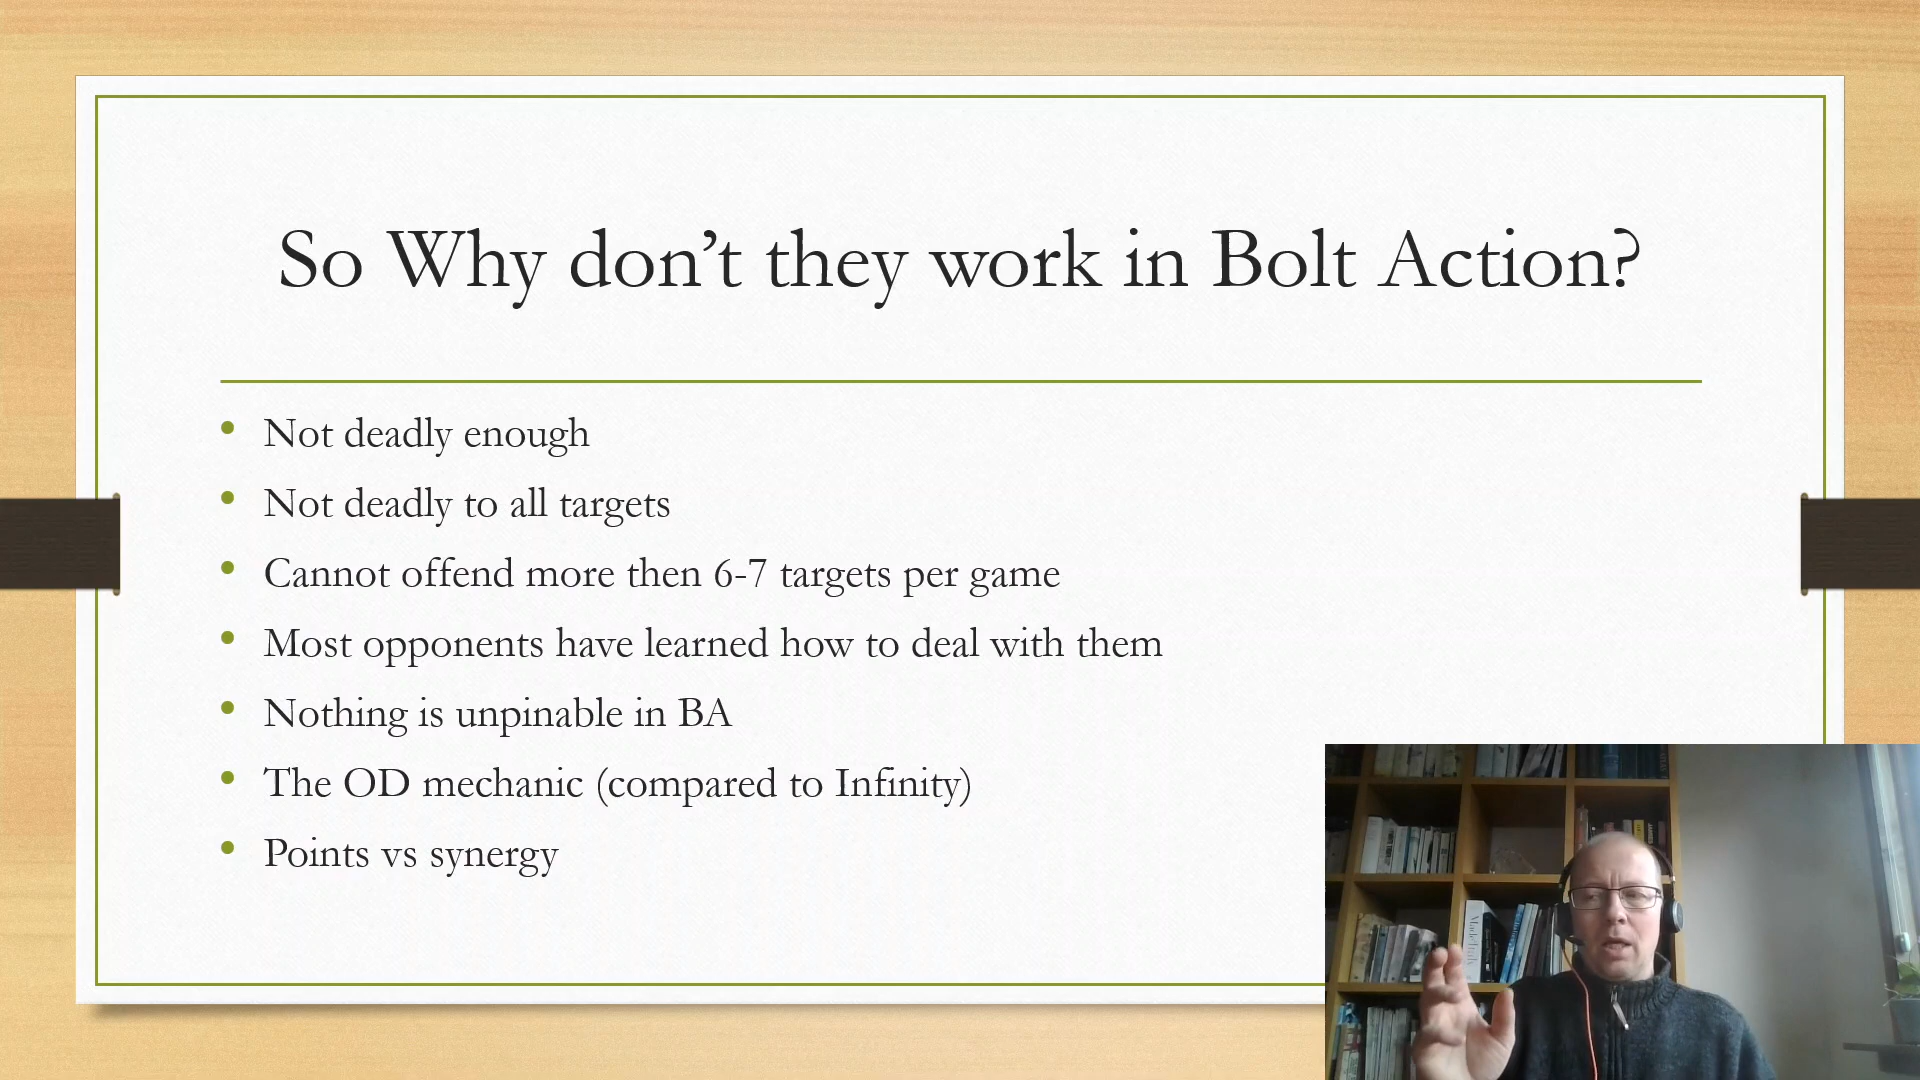 So Why don’t they work in Bolt Action?
• Not deadly enough
• Not deadly to all targets
• Cannot offend more then 6-7 targets per game
• Most opponents have learned how to deal with them
• Nothing is unpinable in BA
• The OD mechanic (compared to Infinity)
• Points vs synergy